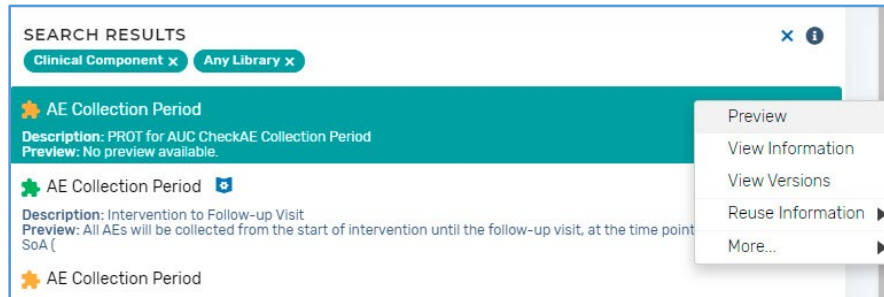 SEARCH RESULTS
Clinical Component x Any Library x
AE Collection Period
Description: PROT for AUC CheckAE Collection Period
Preview: No preview available.
AE Collection Period
Description: Intervention to Follow-up Visit
Preview: All AEs will be collected from the start of intervention until the follow-up visit, at the time point
SoA (
AE Collection Period
Preview
View Information
View Versions
Reuse Information
More...